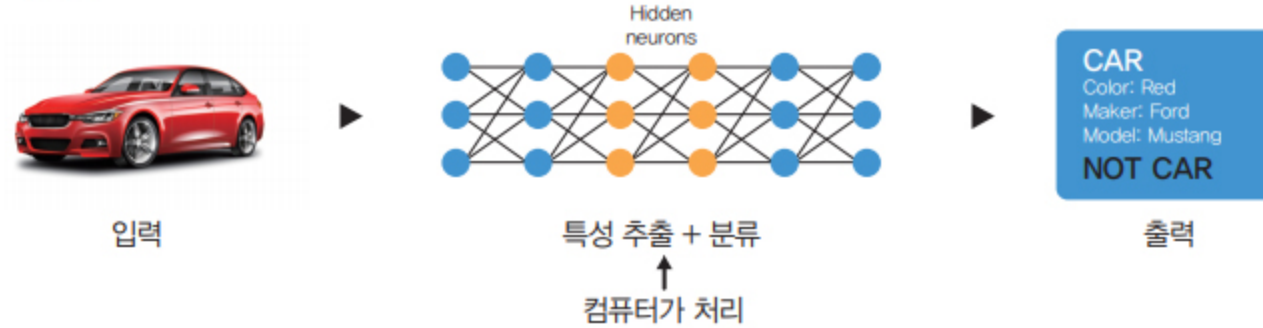 Hidden
neurons
CAR
Color: Red
Maker: Ford
Model: Mustang
NOT CAR
입력
특성 추출 + 분류
출력
컴퓨터가 처리